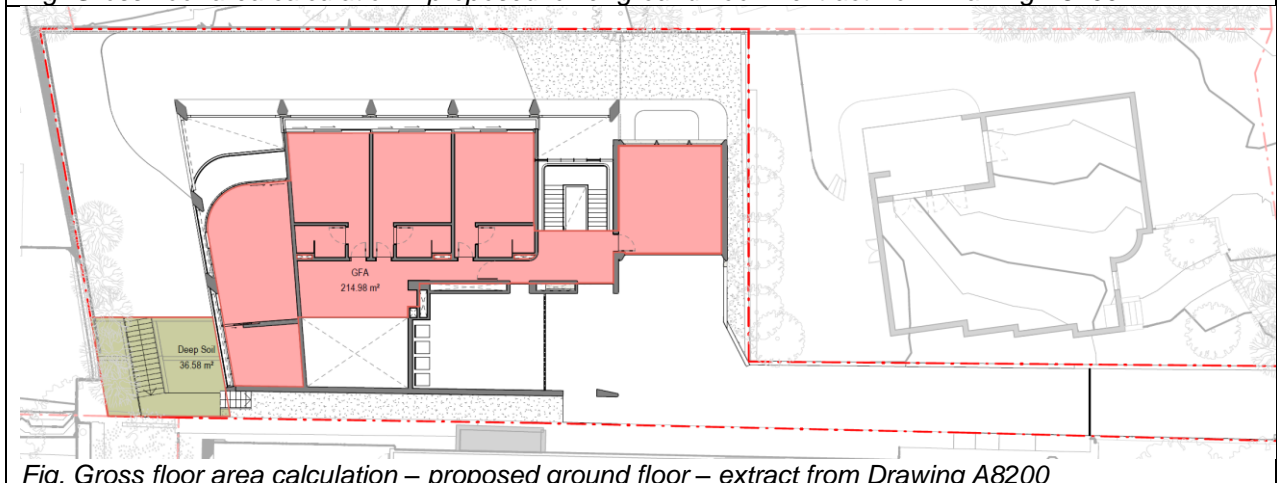 GFA
214.98 m²
Deep Soil
36.58 m²
Fig. Gross floor area calculation – proposed ground floor – extract from Drawing A8200